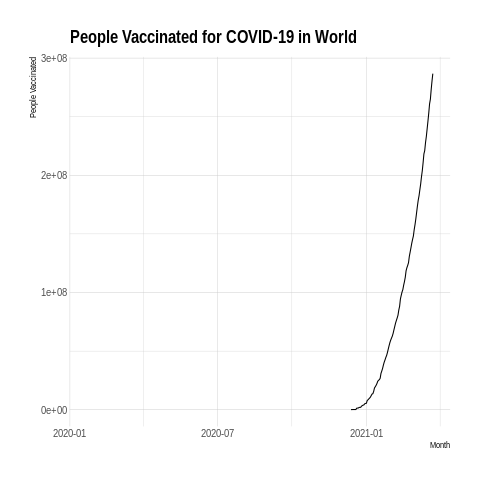 People Vaccinated for COVID-19 in World
People Vaccinated
3e+08
2e+08
1e+08
0e+00
2020-01 2020-07 2021-01
Month